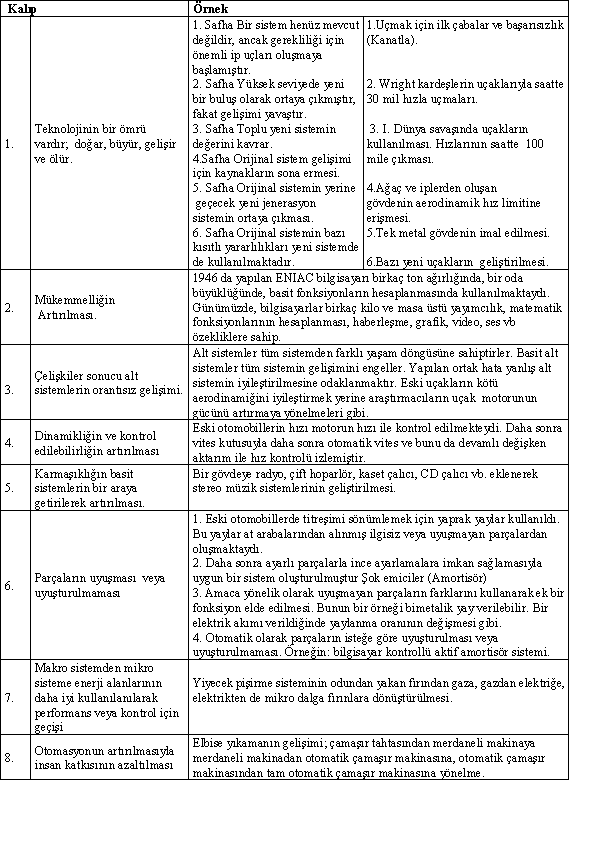 Kalıp Örnek
1. Teknolojinin bir ömrü
vardır; doğar, büyür, gelişir
ve ölür.
1. Safha Bir sistem henüz mevcut
değildir, ancak gerekliliği için
önemli ip uçları oluşmaya
başlamıştır.
2. Safha Yüksek seviyede yeni
bir buluş olarak ortaya çıkmıştır,
fakat gelişimi yavaştır.
3. Safha Toplu yeni sistemin
değerini kavrar.
4.Safha Orijinal sistem gelişimi
için kaynakların sona ermesi.
5. Safha Orijinal sistemin yerine
geçecek yeni jenerasyon
sistemin ortaya çıkması.
6. Safha Orijinal sistemin bazı
kısıtlı yararlılıkları yeni sistemde
de kullanılmaktadır.
1.Uçmak için ilk çabalar ve başarısızlık
(Kanatla).
2. Wright kardeşlerin uçaklarıyla saatte
30 mil hızla uçmaları.
3. I. Dünya savaşında uçakların
kullanılması. Hızlarının saatte 100
mile çıkması.
4.Ağaç ve iplerden oluşan
gövdenin aerodinamik hız limitine
erişmesi.
5.Tek metal gövdenin imal edilmesi.
6.Bazı yeni uçakların geliştirilmesi.
2. Mükemmelliğin
Artırılması.
1946 da yapılan ENIAC bilgisayarı birkaç ton ağırlığında, bir oda
büyüklüğünde, basit fonksiyonların hesaplanmasında kullanılmaktaydı.
Günümüzde, bilgisayarlar birkaç kilo ve masa üstü yayımcılık, matematik
fonksiyonlarının hesaplanması, haberleşme, grafik, video, ses vb
özekliklere sahip.
3. Çelişkiler sonucu alt
sistemlerin orantısız gelişimi.
Alt sistemler tüm sistemden farklı yaşam döngüsüne sahiptirler. Basit alt
sistemler tüm sistemin gelişimini engeller. Yapılan ortak hata yanlış alt
sistemin iyileştirilmesine odaklanmaktır. Eski uçakların kötü
aerodinamiğini iyileştirmek yerine araştırmacıların uçak motorunun
gücünü artırmaya yönelmeleri gibi.
4. Dinamikliğin ve kontrol
edilebilirliğin artırılması
Eski otomobillerin hızı motorun hızı ile kontrol edilmekteydi. Daha sonra
vites kutusuyla daha sonra otomatik vites ve bunu da devamlı değişken
aktarım ile hız kontrolü izlemiştir.
5. Karmaşıklığın basit
sistemlerin bir araya
getirilerek artırılması.
Bir gövdeye radyo, çift hoparlör, kaset çalıcı, CD çalıcı vb. eklenerek
stereo müzik sistemlerinin geliştirilmesi.
6. Parçaların uyuşması veya
uyuşturulmaması
1. Eski otomobillerde titreşimi sönümlemek için yaprak yaylar kullanıldı.
Bu yaylar at arabalarından alınmış ilgisiz veya uyuşmayan parçalardan
oluşmaktaydı.
2. Daha sonra ayarlı parçalarla ince ayarlamalara imkan sağlamasıyla
uygun bir sistem oluşturulmuştur Şok emiciler (Amortisör)
3. Amaca yönelik olarak uyuşmayan parçaların farklarını kullanarak ek bir
fonksiyon elde edilmesi. Bunun bir örneği bimetalik yay verilebilir. Bir
elektrik akımı verildiğinde yaylanma oranının değişmesi gibi.
4. Otomatik olarak parçaların isteğe göre uyuşturulması veya
uyuşturulmaması. Örneğin: bilgisayar kontrollü aktif amortisör sistemi.
7. Makro sistemden mikro
sisteme enerji alanlarının
daha iyi kullanılanılarak
performans veya kontrol için
geçişi
Yiyecek pişirme sisteminin odundan yakan fırından gaza, gazdan elektriğe,
elektrikten de mikro dalga fırınlara dönüştürülmesi.
8. Otomasyonun artırılmasıyla
insan katkısının azaltılması
Elbise yıkamanın gelişimi; çamaşır tahtasından merdaneli makinaya
merdaneli makinadan otomatik çamaşır makinasına, otomatik çamaşır
makinasından tam otomatik çamaşır makinasına yönelme.